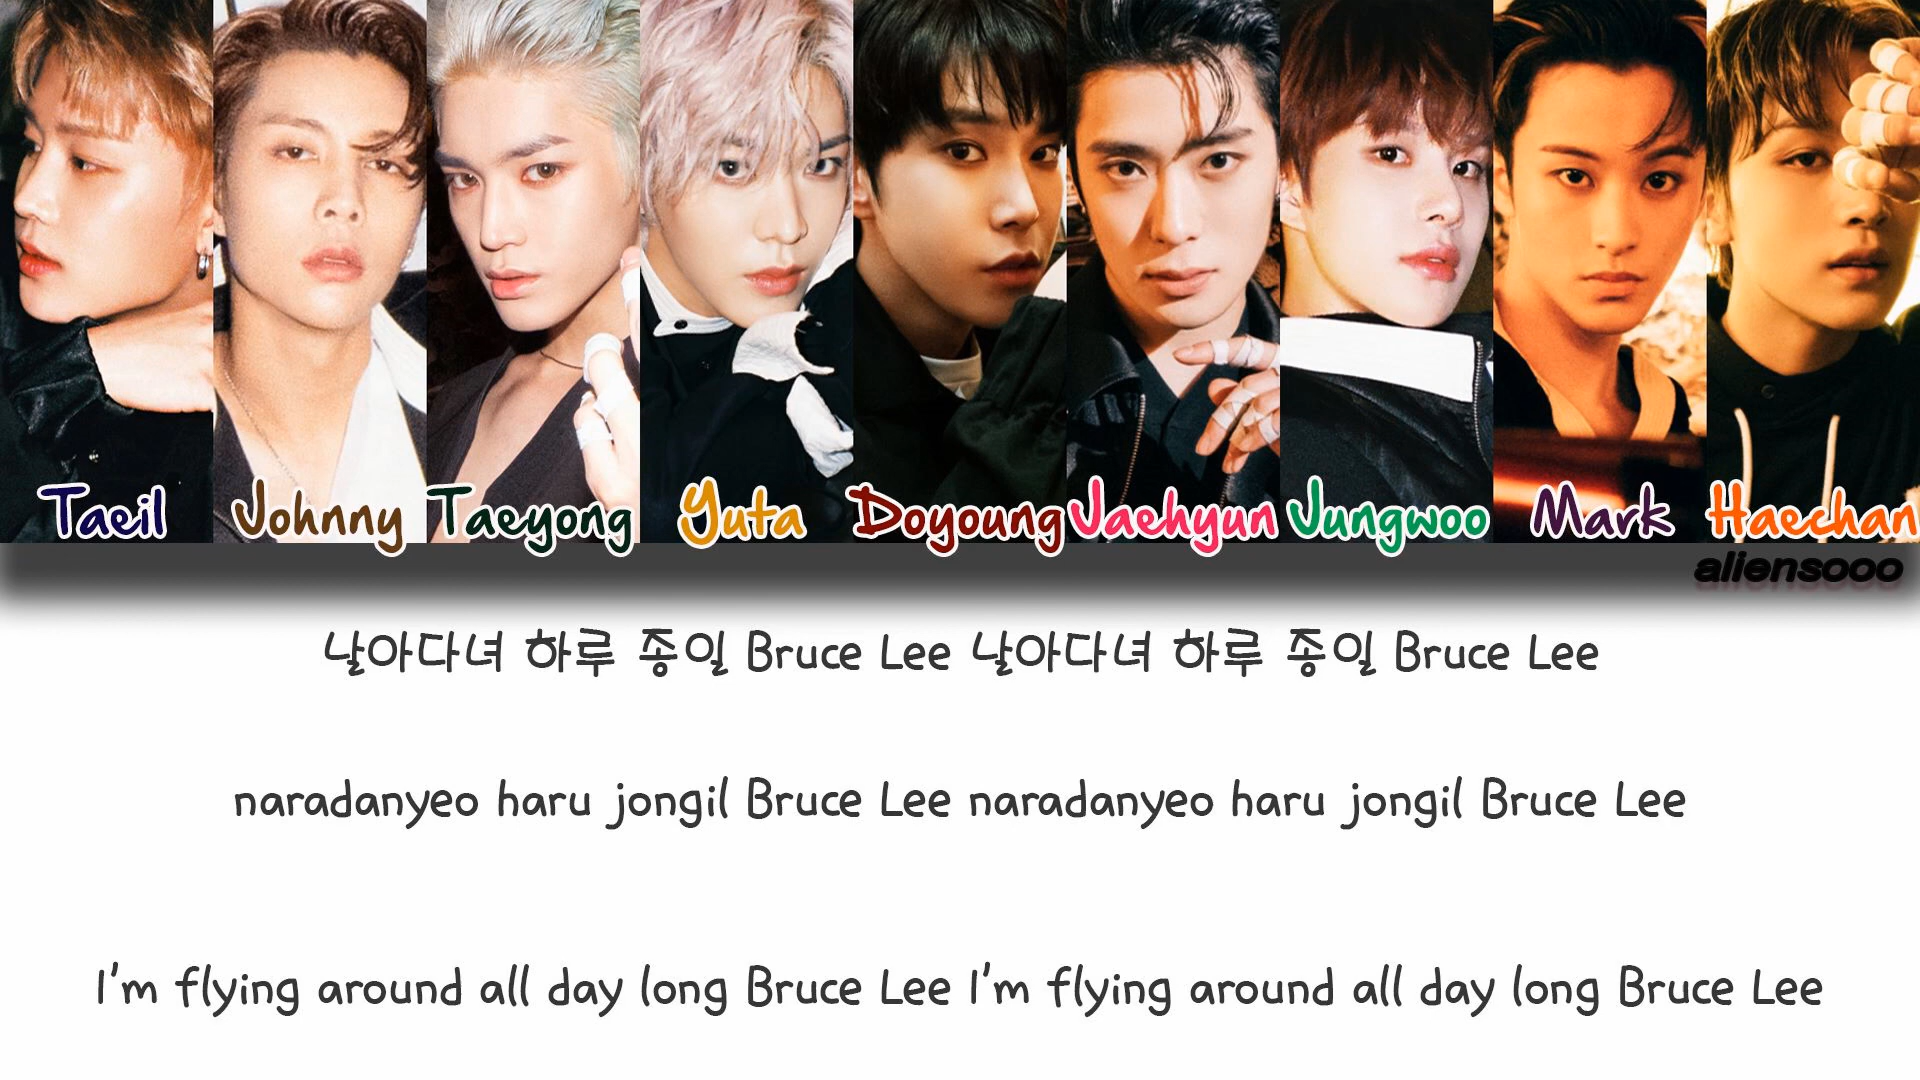 Taeil Johnny Taeyong Yuta Doyoung Jaehyun Jungwoo Mark Haechan
aliensooo
날아다녀 하루 종일 Bruce Lee 날아다녀 하루 종일 Bruce Lee
naradanyeo haru jongil Bruce Lee naradanyeo haru jongil Bruce Lee
I'm flying around all day long Bruce Lee I'm flying around all day long Bruce Lee